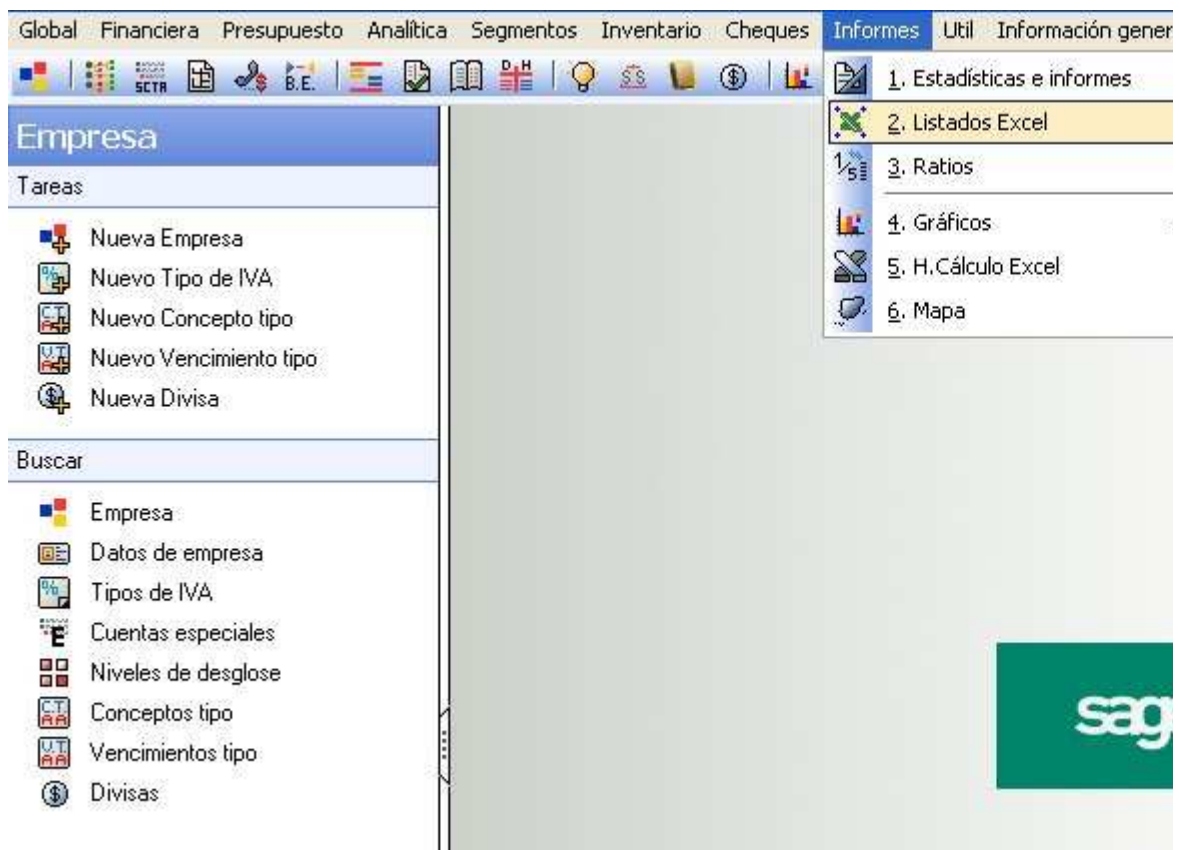 Global Financiera Presupuesto Analítica Segmentos Inventario Cheques Informes Util Información gener
SCTA B.E. D H
1. Estadísticas e informes
2. Listados Excel
3. Ratios
4. Gráficos
5. H.Cálculo Excel
6. Mapa
Empresa
Tareas
Nueva Empresa
Nuevo Tipo de IVA
Nuevo Concepto tipo
Nuevo Vencimiento tipo
Nueva Divisa
Buscar
Empresa
Datos de empresa
Tipos de IVA
Cuentas especiales
Niveles de desglose
Conceptos tipo
Vencimientos tipo
Divisas
sag